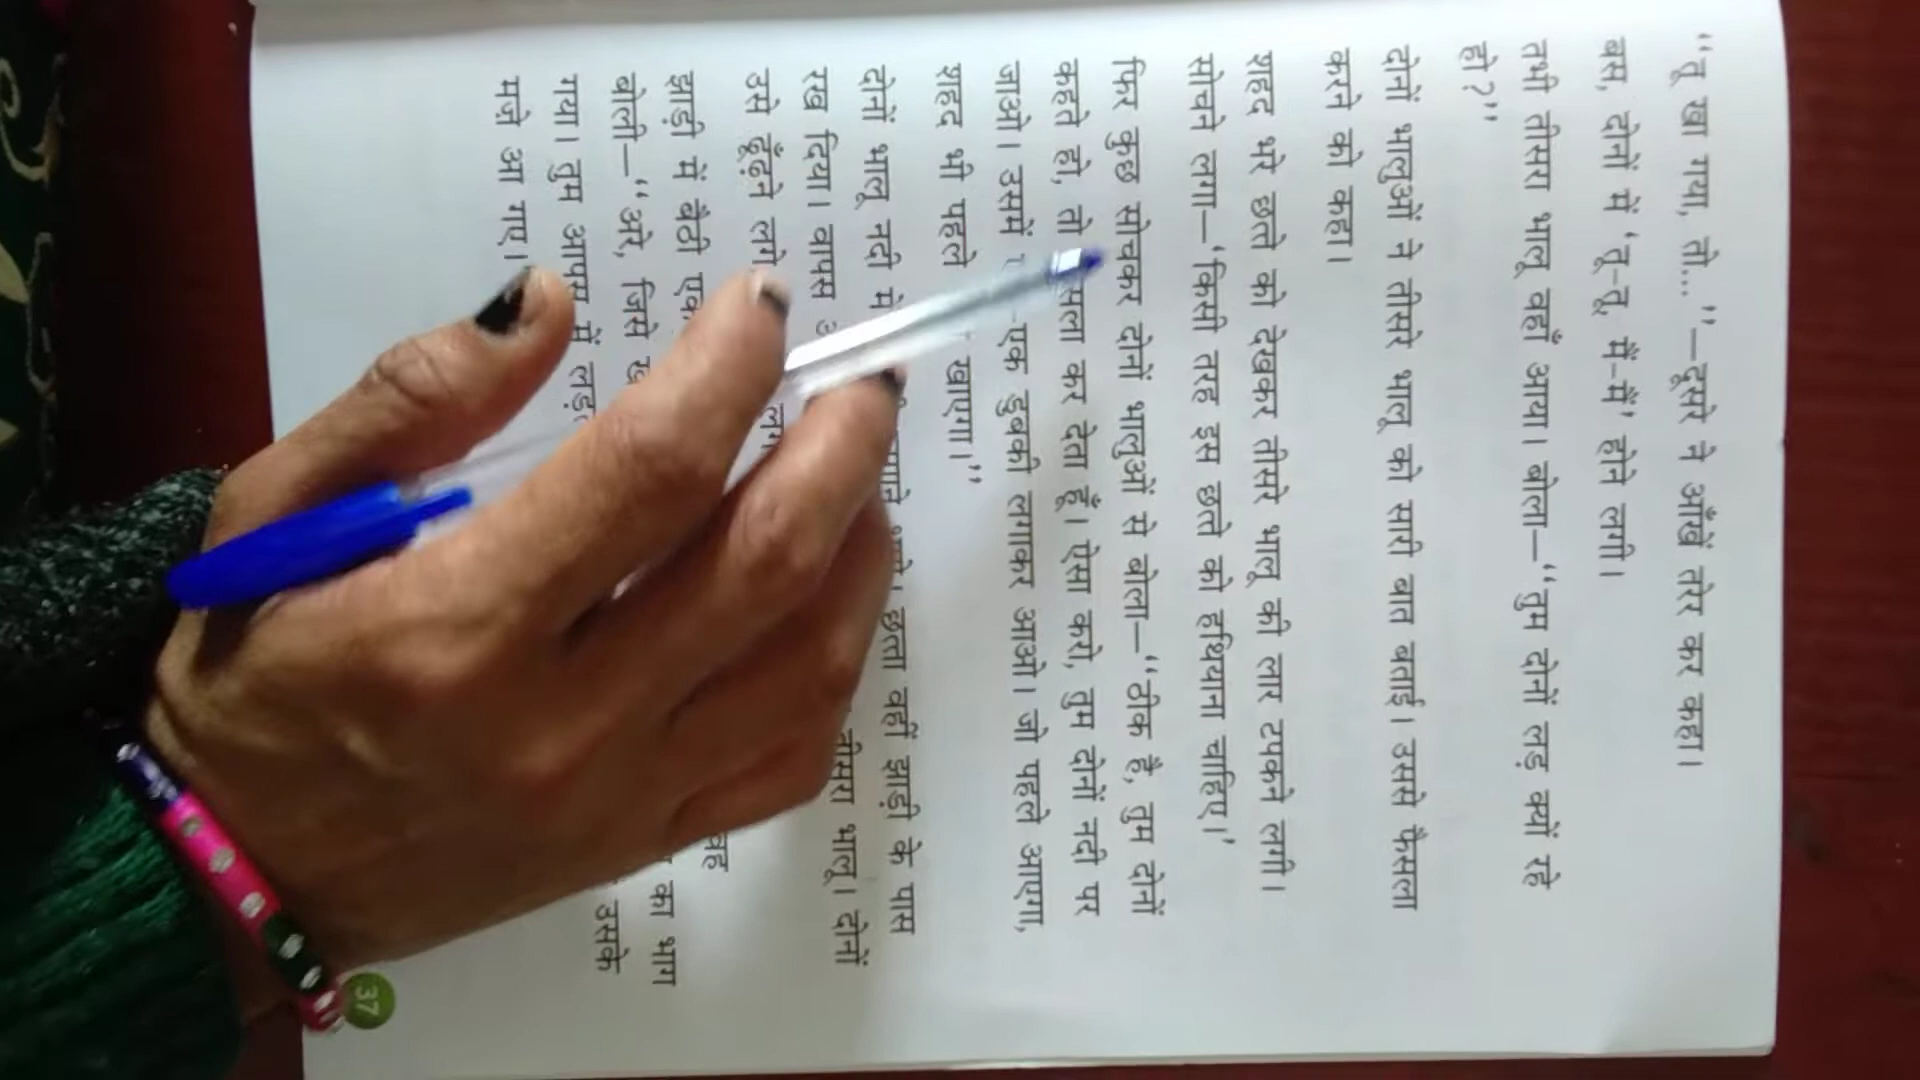 “तू खा गया, तो... ”—दूसरे ने आँखें तरेर कर कहा।
बस, दोनों में ‘तू-तू, मैं-मैं’ होने लगी।
तभी तीसरा भालू वहाँ आया। बोला—“तुम दोनों लड़ क्यों रहे
हो?”
दोनों भालुओं ने तीसरे भालू को सारी बात बताई। उससे फैसला
करने को कहा।
शहद भरे छत्ते को देखकर तीसरे भालू की लार टपकने लगी।
सोचने लगा—‘किसी तरह इस छत्ते को हथियाना चाहिए।’
फिर कुछ सोचकर दोनों भालुओं से बोला—“ठीक है, तुम दोनों
कहते हो, तो कर देता हूँ। ऐसा करो, तुम दोनों नदी पर
जाओ। उसमें एक डुबकी लगाकर आओ। जो पहले आएगा,
शहद भी पहले खाएगा।”
दोनों भालू नदी छत्ता वहीं झाड़ी के पास
रख दिया। वापस तीसरा भालू। दोनों
उसे ढूँढ़ने लगे
झाड़ी में बैठी वह
बोली—“अरे, जिसे का भाग
गया। तुम आपस में उसके
मज़े आ गए।
37